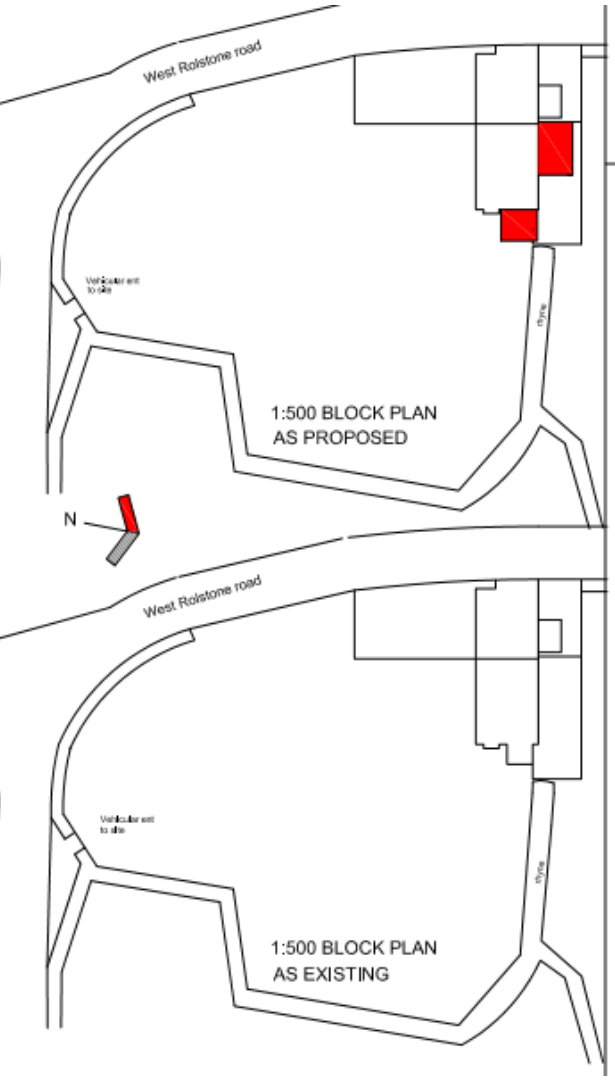 West Rolstone road
Vehicular ent
to site
rhyne
1:500 BLOCK PLAN
AS PROPOSED
N
West Rolstone road
Vehicular ent
to site
rhyne
1:500 BLOCK PLAN
AS EXISTING